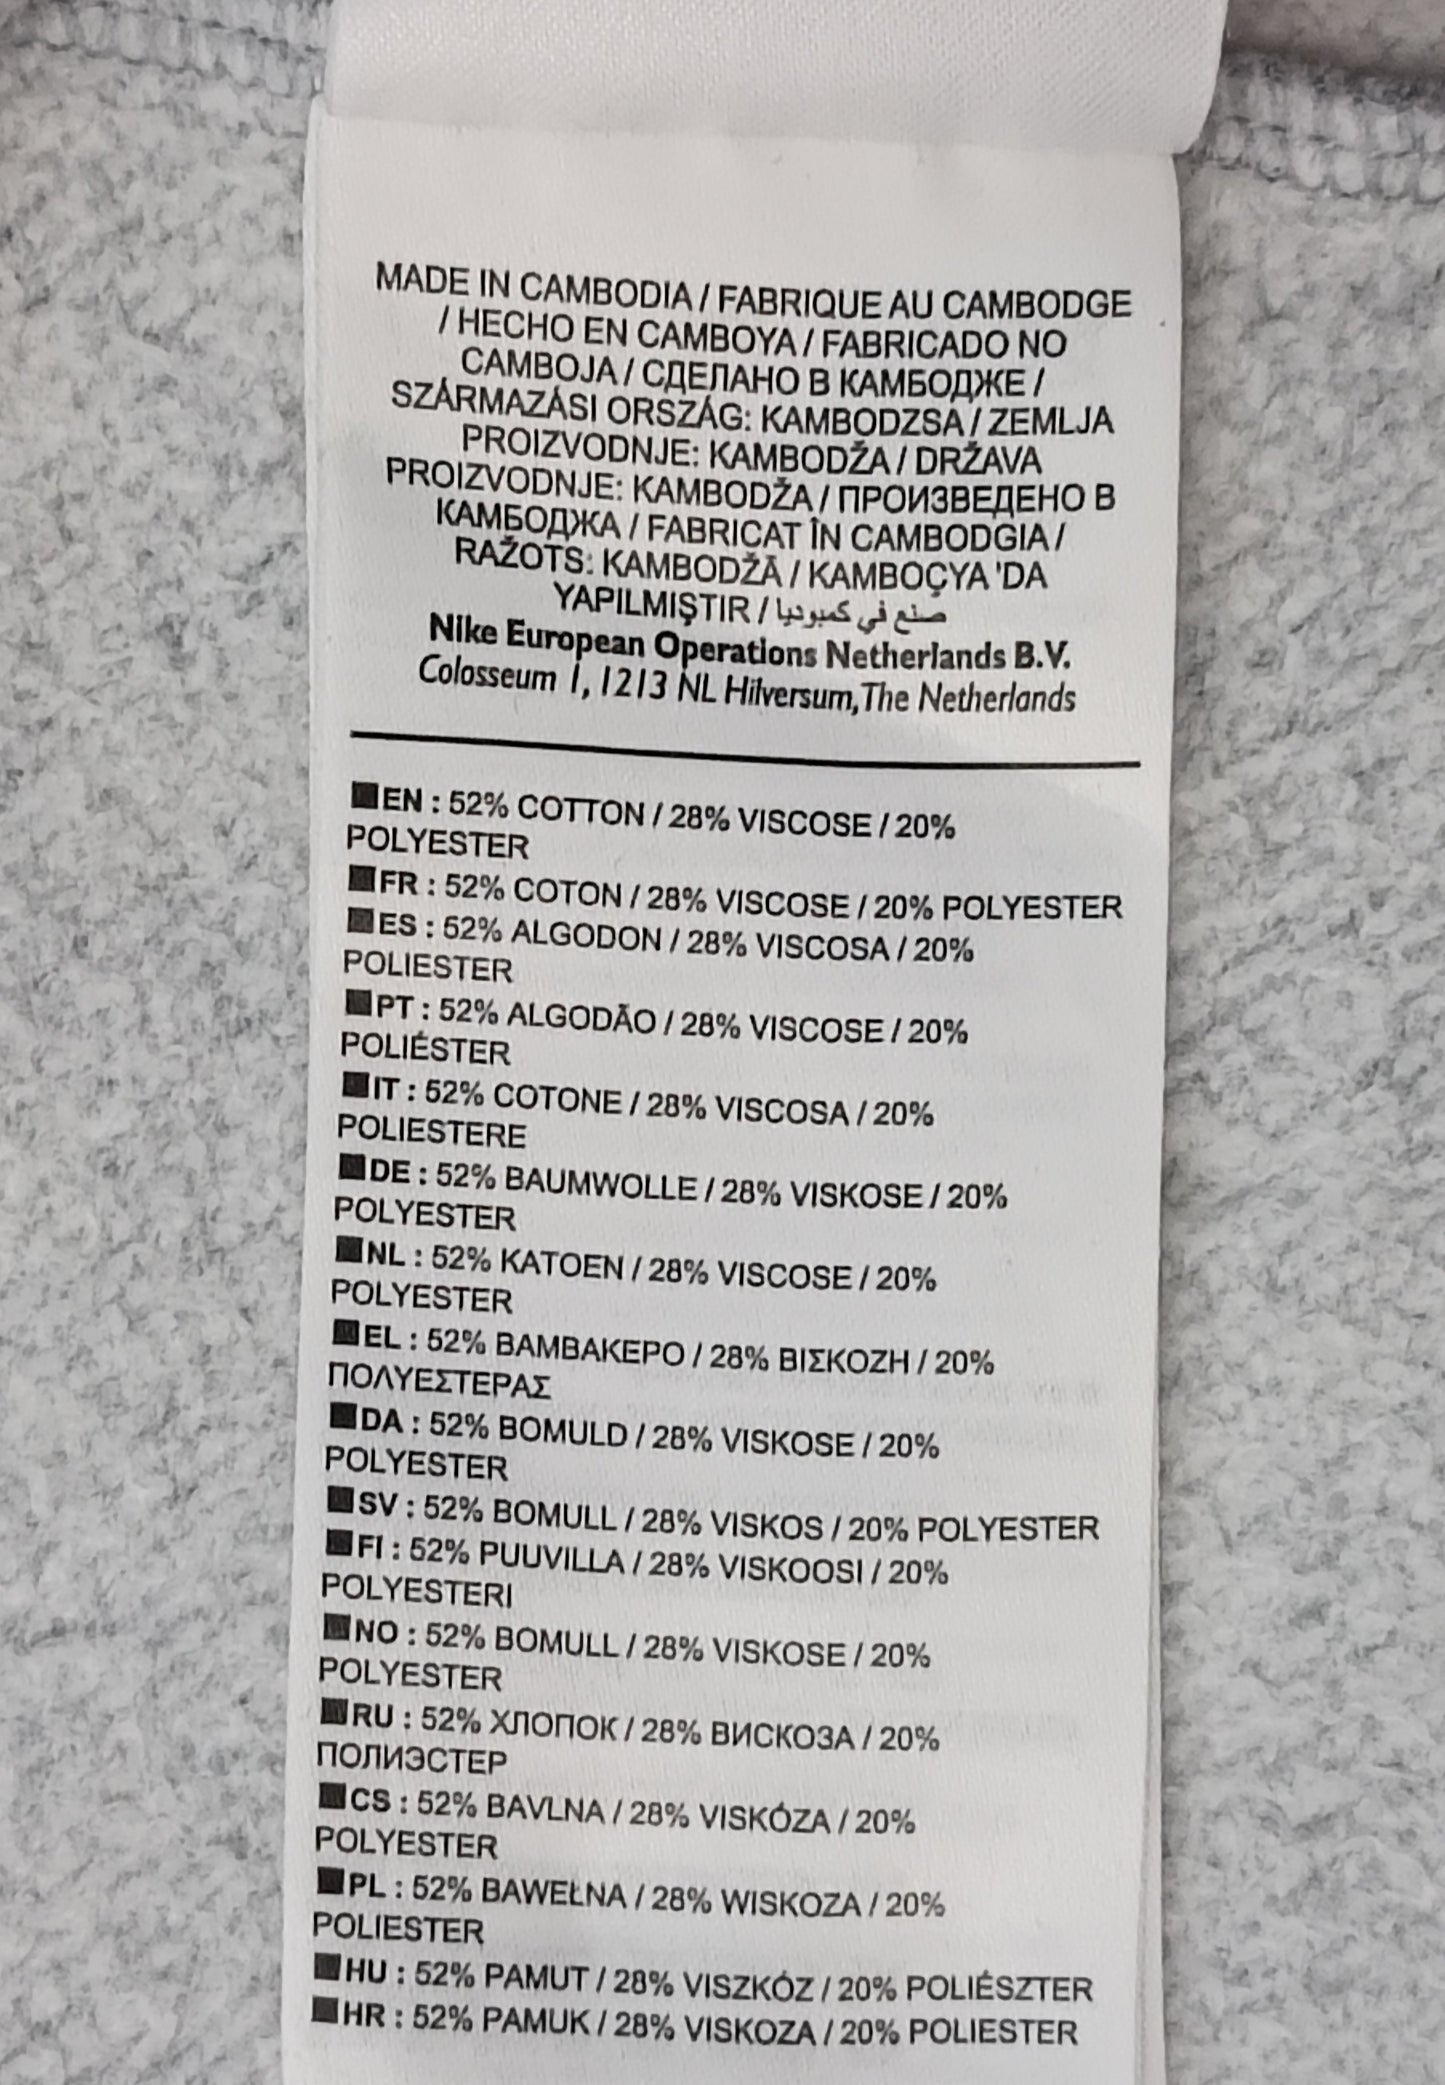 MADE IN CAMBODIA / FABRIQUE AU CAMBODGE
/ HECHO EN CAMBOYA / FABRICADO NO
CAMBOJA / СДЕЛАНО В КАМБОДЖЕ /
SZÁRMAZÁSI ORSZÁG: KAMBODZSA / ZEMLJA
PROIZVODNJE: KAMBODŽA / DRŽAVA
PROIZVODNJE: KAMBODŽA / ПРОИЗВЕДЕНО В
КАМБОДЖА / FABRICAT ÎN CAMBODGIA /
RAŽOTS: KAMBODŽĀ / KAMBOÇYA 'DA
YAPILMIŞTIR / صنع في كمبوديا
Nike European Operations Netherlands B.V.
Colosseum 1, 1213 NL Hilversum, The Netherlands
■EN : 52% COTTON / 28% VISCOSE / 20%
POLYESTER
■FR : 52% COTON / 28% VISCOSE / 20% POLYESTER
■ES : 52% ALGODON / 28% VISCOSA / 20%
POLIESTER
■PT : 52% ALGODÃO / 28% VISCOSE / 20%
POLIÉSTER
■IT : 52% COTONE / 28% VISCOSA / 20%
POLIESTERE
■DE : 52% BAUMWOLLE / 28% VISKOSE / 20%
POLYESTER
■NL : 52% KATOEN / 28% VISCOSE / 20%
POLYESTER
■EL : 52% ΒΑΜΒΑΚΕΡΟ / 28% ΒΙΣΚΟΖΗ / 20%
ΠΟΛΥΕΣΤΕΡΑΣ
■DA : 52% BOMULD / 28% VISKOSE / 20%
POLYESTER
■SV : 52% BOMULL / 28% VISKOS / 20% POLYESTER
■FI : 52% PUUVILLA / 28% VISKOOSI / 20%
POLYESTERI
■NO : 52% BOMULL / 28% VISKOSE / 20%
POLYESTER
■RU : 52% ХЛОПОК / 28% ВИСКОЗА / 20%
ПОЛИЭСТЕР
■CS : 52% BAVLNA / 28% VISKÓZA / 20%
POLYESTER
■PL : 52% BAWEŁNA / 28% WISKOZA / 20%
POLIESTER
■HU : 52% PAMUT / 28% VISZKÓZ / 20% POLIÉSZTER
■HR : 52% PAMUK / 28% VISKOZA / 20% POLIESTER